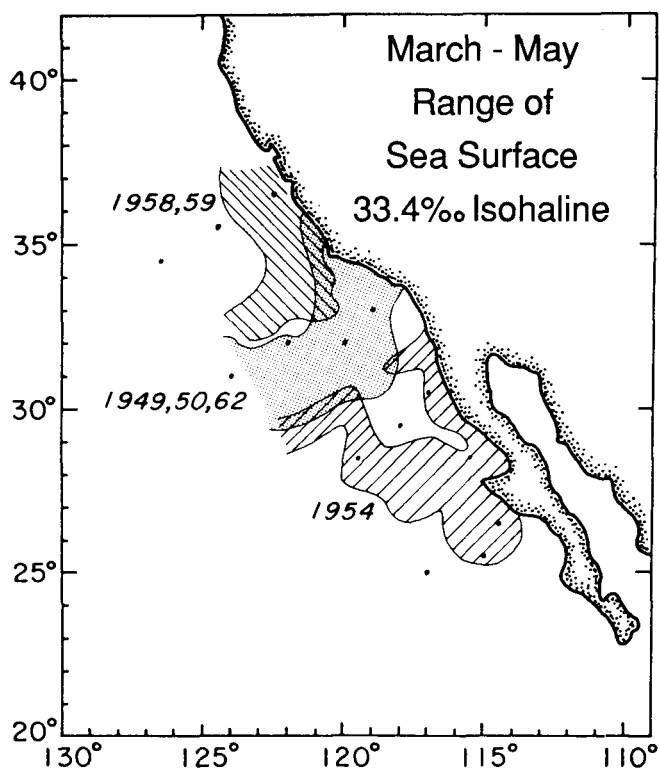 March - May
Range of
Sea Surface
33.4‰ Isohaline
40°
1958,59
35°
1949,50,62
30°
1954
25°
20°
130° 125° 120° 115° 110°